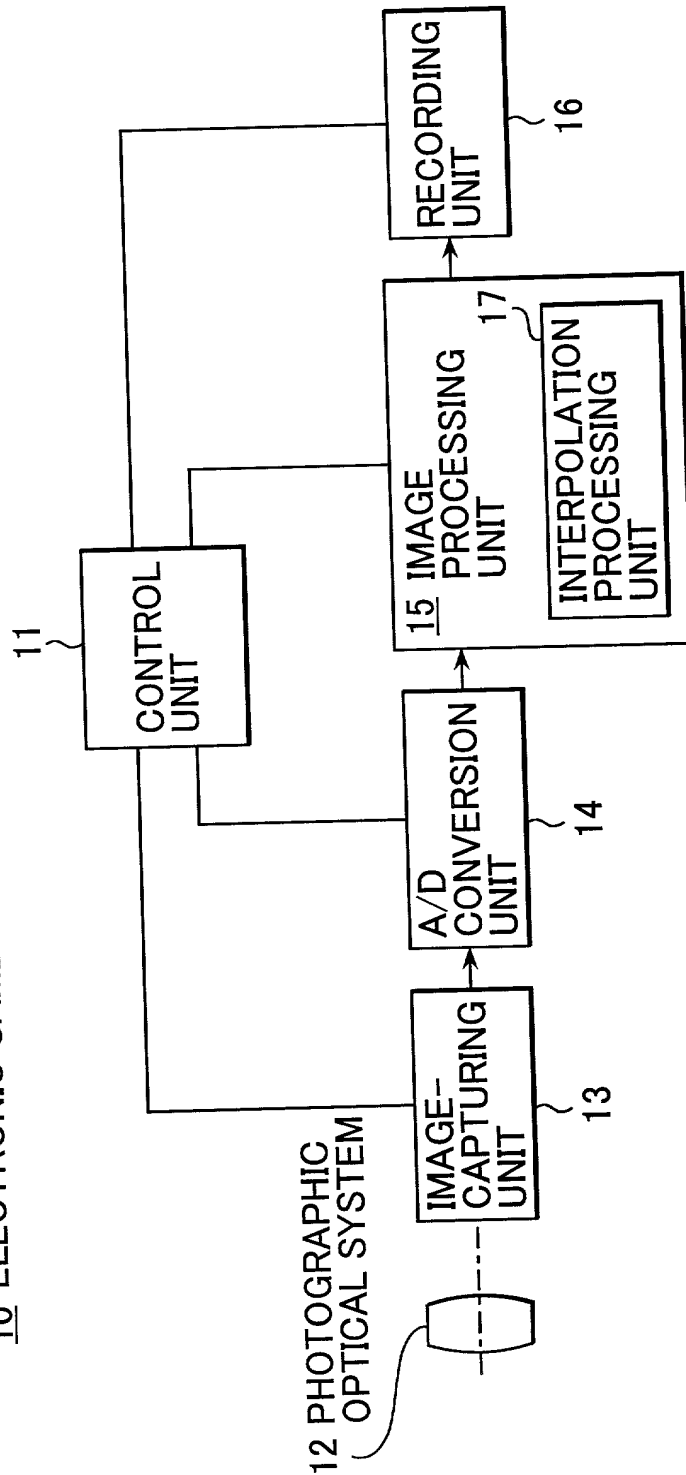 10 ELECTRONIC
11
CONTROL
UNIT
12 PHOTOGRAPHIC
OPTICAL SYSTEM
IMAGE-
CAPTURING
UNIT
13
A/D
CONVERSION
UNIT
14
15 IMAGE
PROCESSING
UNIT
17
INTERPOLATION
PROCESSING
UNIT
RECORDING
UNIT
16